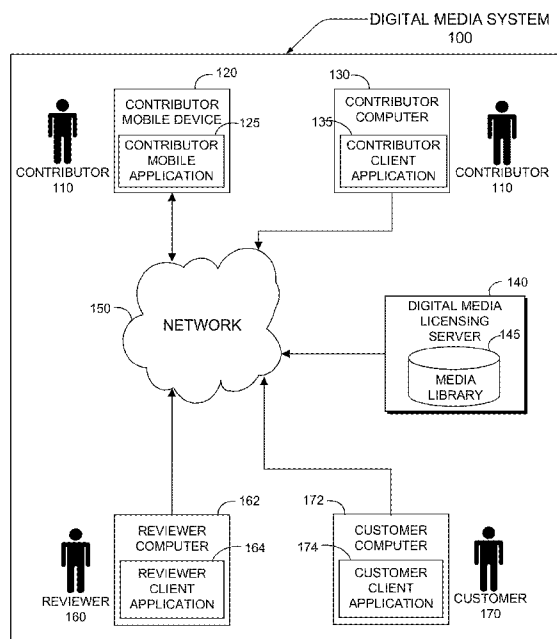 DIGITAL MEDIA SYSTEM
100
120
CONTRIBUTOR
MOBILE DEVICE
125
CONTRIBUTOR
MOBILE
APPLICATION
CONTRIBUTOR
110
130
CONTRIBUTOR
COMPUTER
135
CONTRIBUTOR
CLIENT
APPLICATION
CONTRIBUTOR
110
150
NETWORK
140
DIGITAL MEDIA
LICENSING
SERVER
145
MEDIA
LIBRARY
162
REVIEWER
COMPUTER
164
REVIEWER
CLIENT
APPLICATION
REVIEWER
160
172
CUSTOMER
COMPUTER
174
CUSTOMER
CLIENT
APPLICATION
CUSTOMER
170